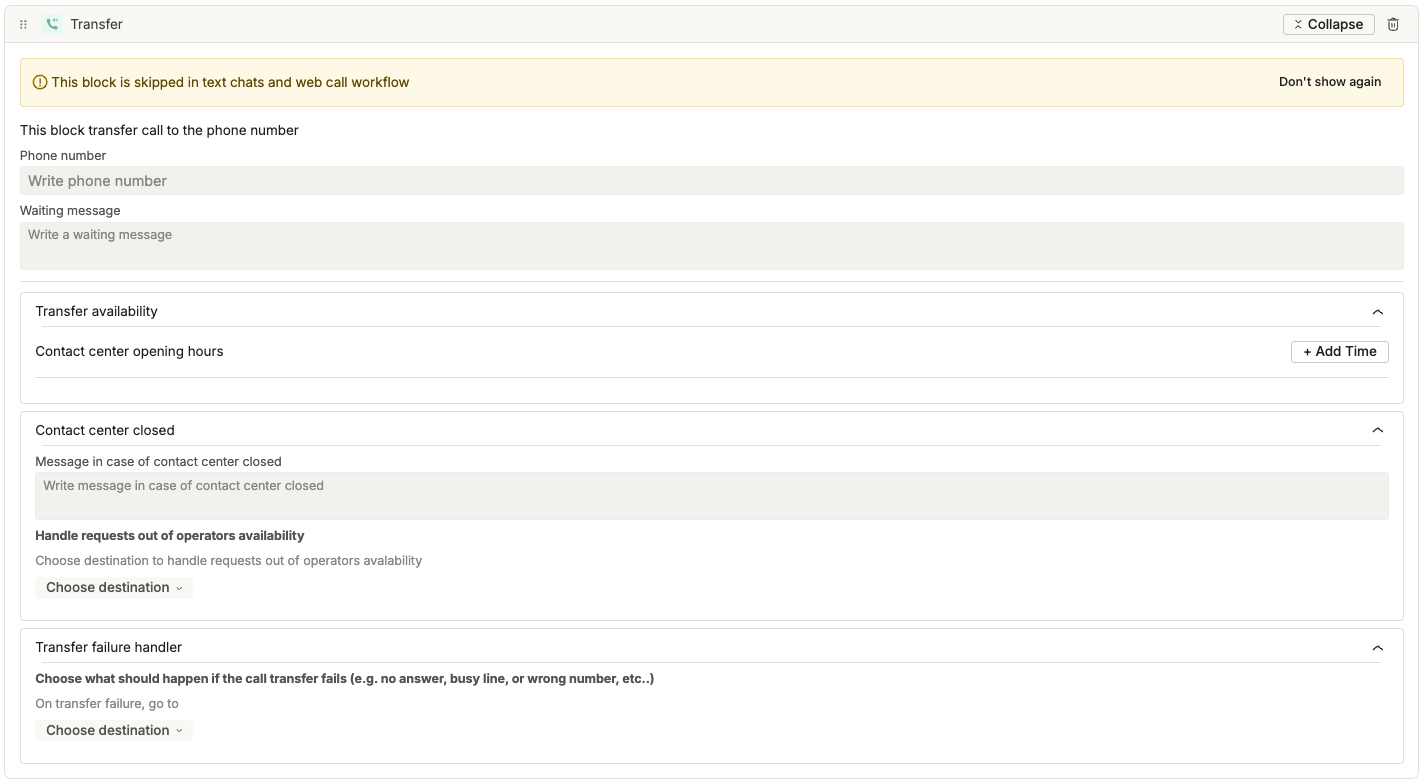 Transfer
Collapse
This block is skipped in text chats and web call workflow
Don't show again
This block transfer call to the phone number
Phone number
Write phone number
Waiting message
Write a waiting message
Transfer availability
Contact center opening hours
+ Add Time
Contact center closed
Message in case of contact center closed
Write message in case of contact center closed
Handle requests out of operators availability
Choose destination to handle requests out of operators avalability
Choose destination
Transfer failure handler
Choose what should happen if the call transfer fails (e.g. no answer, busy line, or wrong number, etc..)
On transfer failure, go to
Choose destination